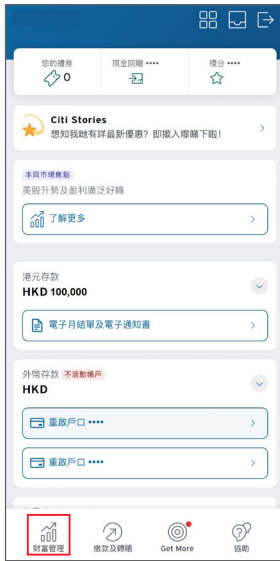 您的禮券
現金回贈 ••••
積分 ••••
0
Citi Stories
想知我哋有咩最新優惠? 即撳入嚟睇下啦!
本周市場焦點
美股升勢及盈利廣泛好轉
了解更多
港元存款
HKD 100,000
電子月結單及電子通知書
外幣存款 不活動帳戶
HKD
重啟戶口 ••••
重啟戶口 ••••
財富管理
繳款及轉賬
Get More
協助